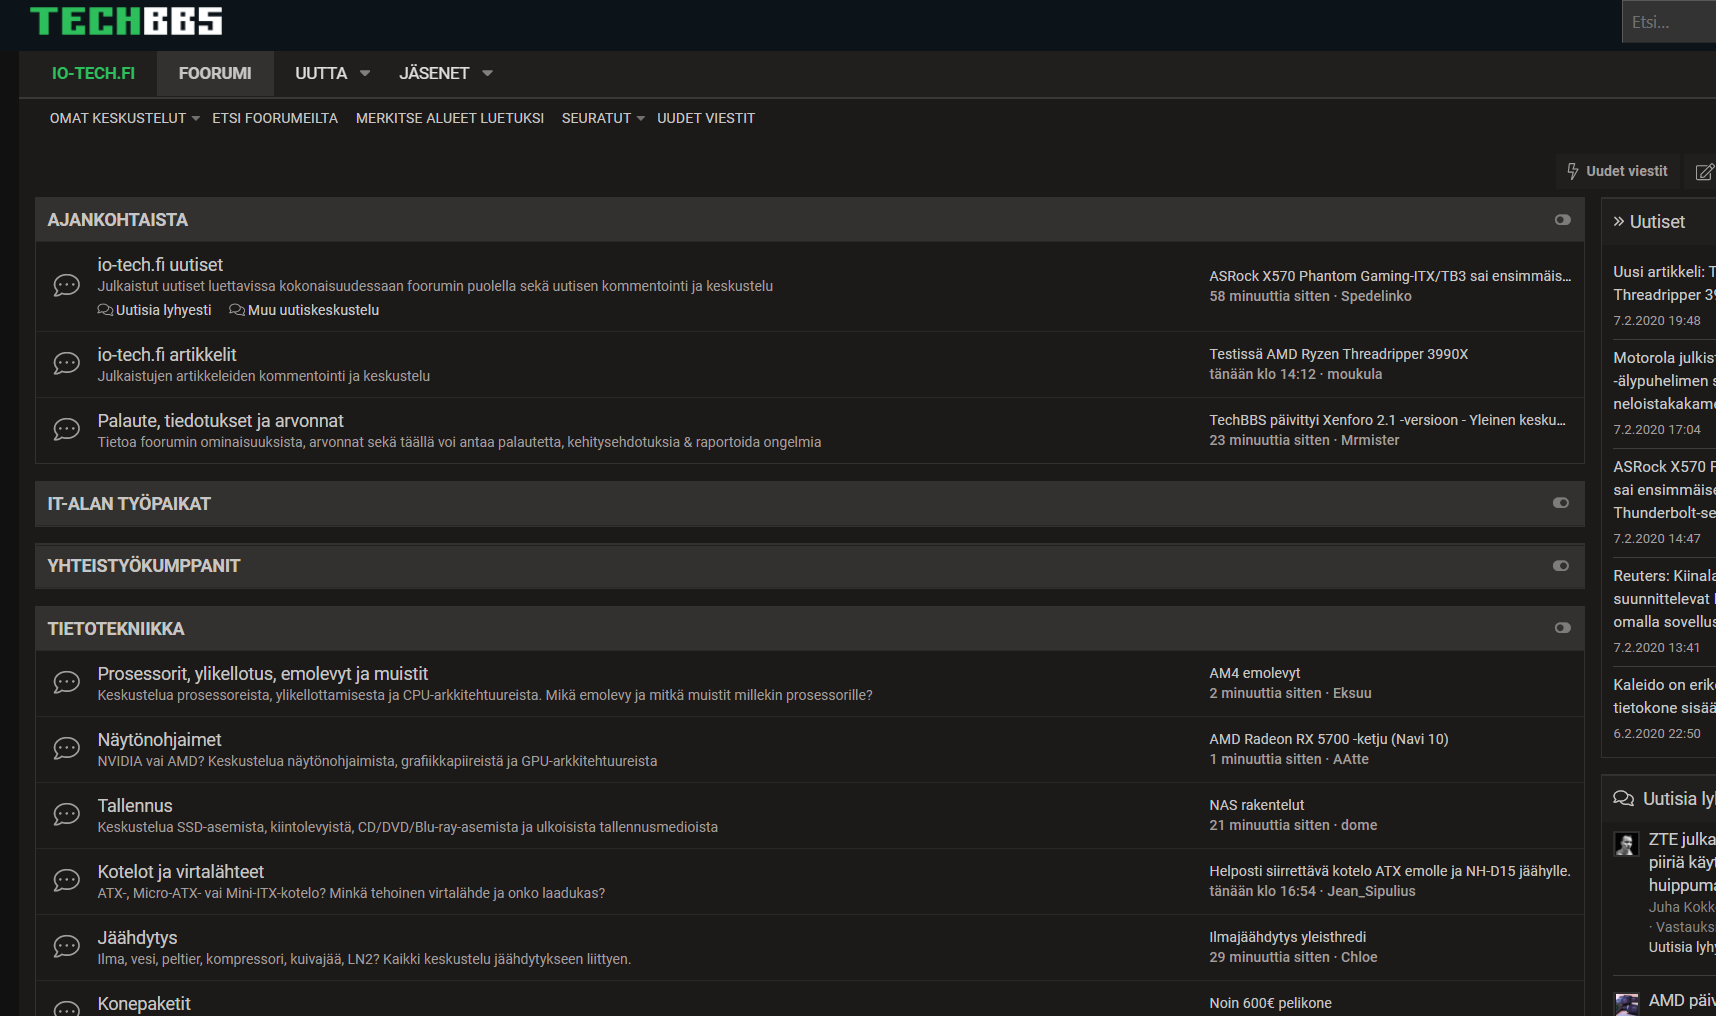 TECHBBS
Etsi...
IO-TECH.FI FOORUMI UUTTA JÄSENET
OMAT KESKUSTELUT ETSI FOORUMEILTA MERKITSE ALUEET LUETUKSI SEURATUT UUDET VIESTIT
Uudet viestit
AJANKOHTAISTA
io-tech.fi uutiset
Julkaistut uutiset luettavissa kokonaisuudessaan foorumin puolella sekä uutisen kommentointi ja keskustelu
Uutisia lyhyesti Muu uutiskeskustelu
ASRock X570 Phantom Gaming-ITX/TB3 sai ensimmäis...
58 minuuttia sitten · Spedelinko
io-tech.fi artikkelit
Julkaistujen artikkeleiden kommentointi ja keskustelu
Testissä AMD Ryzen Threadripper 3990X
tänään klo 14:12 · moukula
Palaute, tiedotukset ja arvonnat
Tietoa foorumin ominaisuuksista, arvonnat sekä täällä voi antaa palautetta, kehitysehdotuksia & raportoida ongelmia
TechBBS päivittyi Xenforo 2.1 -versioon - Yleinen kesku...
23 minuuttia sitten · Mrmister
IT-ALAN TYÖPAIKAT
YHTEISTYÖKUMPPANIT
TIETOTEKNIIKKA
Prosessorit, ylikellotus, emolevyt ja muistit
Keskustelua prosessoreista, ylikellottamisesta ja CPU-arkkitehtuureista. Mikä emolevy ja mitkä muistit millekin prosessorille?
AM4 emolevyt
2 minuuttia sitten · Eksuu
Näytönohjaimet
NVIDIA vai AMD? Keskustelua näytönohjaimista, grafiikkapiireistä ja GPU-arkkitehtuureista
AMD Radeon RX 5700 -ketju (Navi 10)
1 minuuttia sitten · AAtte
Tallennus
Keskustelua SSD-asemista, kiintolevyistä, CD/DVD/Blu-ray-asemista ja ulkoisista tallennusmedioista
NAS rakentelut
21 minuuttia sitten · dome
Kotelot ja virtalähteet
ATX-, Micro-ATX- vai Mini-ITX-kotelo? Minkä tehoinen virtalähde ja onko laadukas?
Helposti siirrettävä kotelo ATX emolle ja NH-D15 jäähylle.
tänään klo 16:54 · Jean_Sipulius
Jäähdytys
Ilma, vesi, peltier, kompressori, kuivajää, LN2? Kaikki keskustelu jäähdytykseen liittyen.
Ilmajäähdytys yleisthredi
29 minuuttia sitten · Chloe
Konepaketit
Noin 600€ pelikone
» Uutiset
Uusi artikkeli: T
Threadripper 39
7.2.2020 19:48
Motorola julkist
-älypuhelimen s
neloistakakame
7.2.2020 17:04
ASRock X570 P
sai ensimmäise
Thunderbolt-se
7.2.2020 14:47
Reuters: Kiinala
suunnittelevat
omalla sovellus
7.2.2020 13:41
Kaleido on eriko
tietokone sisää
6.2.2020 22:50
Uutisia ly
ZTE julka
piiriä käyt
huippuma
Juha Kokk
· Vastauks
Uutisia lyhy
AMD päiv